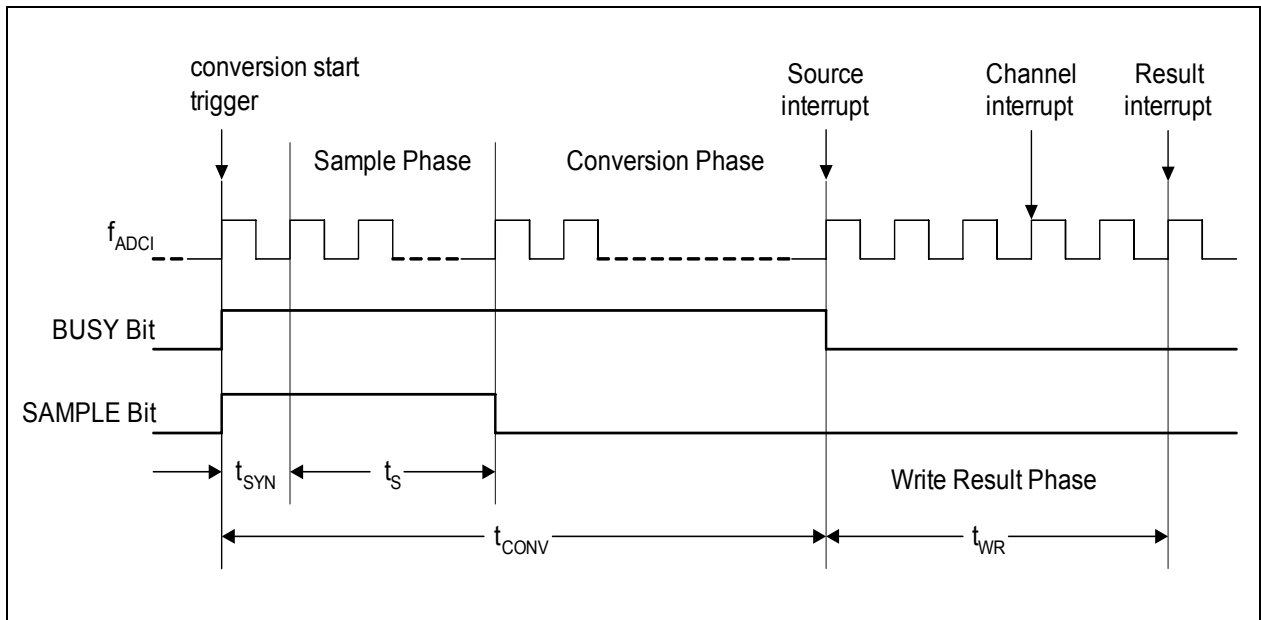 conversion start
trigger
Source
interrupt
Channel
interrupt
Result
interrupt
Sample Phase
Conversion Phase
fADCI
BUSY Bit
SAMPLE Bit
tSYN
tS
Write Result Phase
tCONV
tWR